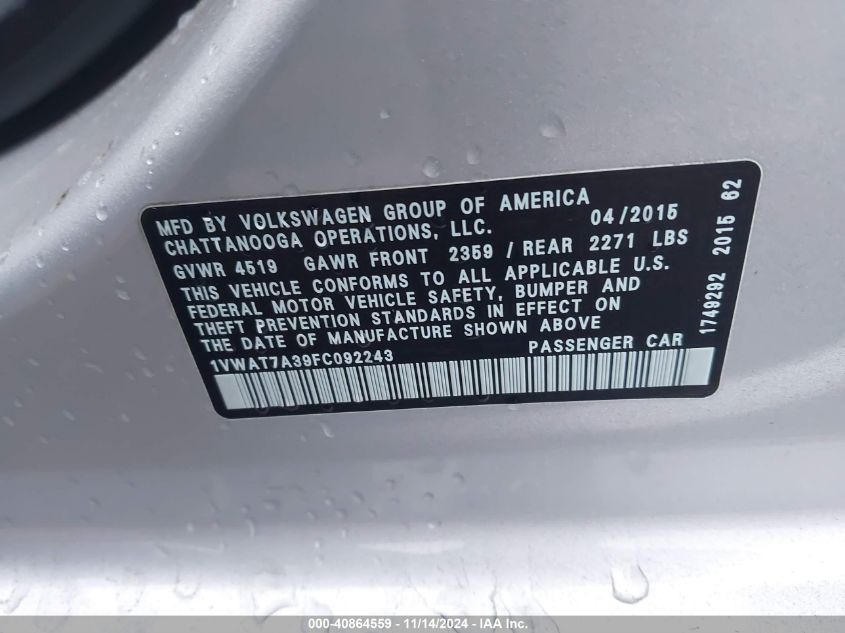 MFD BY VOLKSWAGEN GROUP OF AMERICA 04/2015
CHATTANOOGA OPERATIONS, LLC.
GVWR 4519 GAWR FRONT 2359 / REAR 2271 LBS
THIS VEHICLE CONFORMS TO ALL APPLICABLE U.S.
FEDERAL MOTOR VEHICLE SAFETY, BUMPER AND
THEFT PREVENTION STANDARDS IN EFFECT ON
THE DATE OF MANUFACTURE SHOWN ABOVE
1VWAT7A39FC092243 PASSENGER CAR
1749292 2015 62
000-40864559 - 11/14/2024 - IAA Inc.